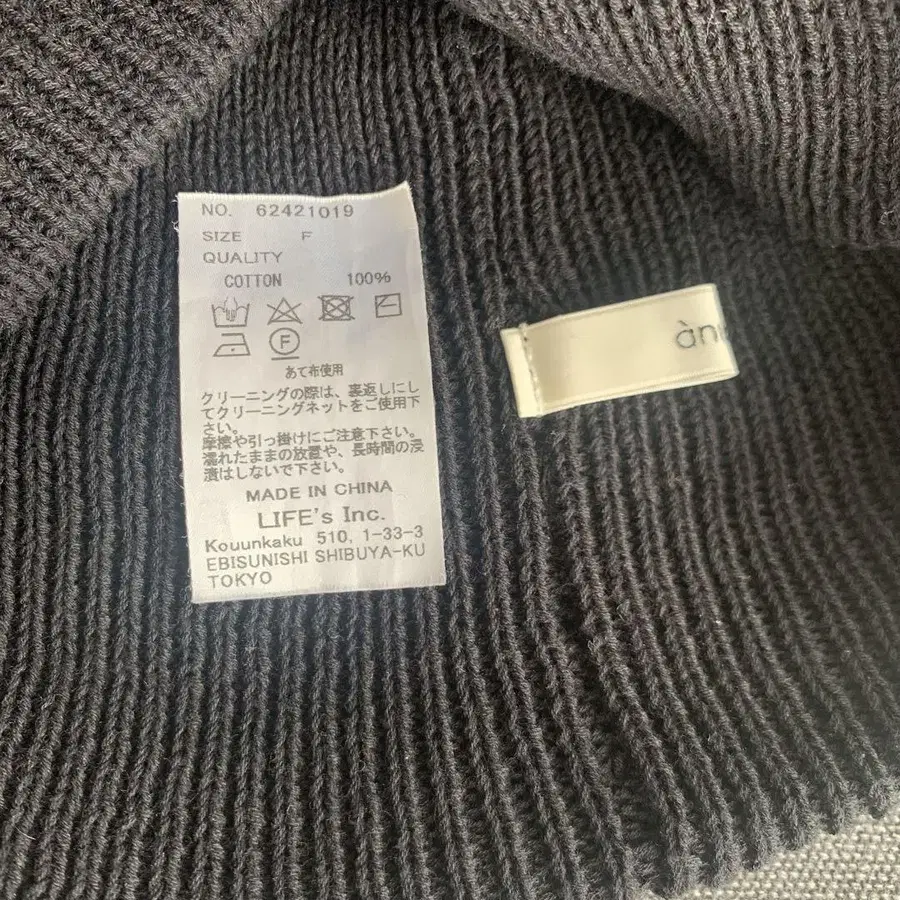 NO. 62421019
SIZE F
QUALITY
COTTON 100%
F
あて布使用
クリーニングの際は、裏返しにし
てクリーニングネットをご使用下
さい。
摩擦や引っ掛けにご注意下さい。
濡れたままの放置や、長時間の浸
漬はしないで下さい。
MADE IN CHINA
LIFE's Inc.
Kouunkaku 510, 1-33-3
EBISUNISHI SHIBUYA-KU
TOKYO